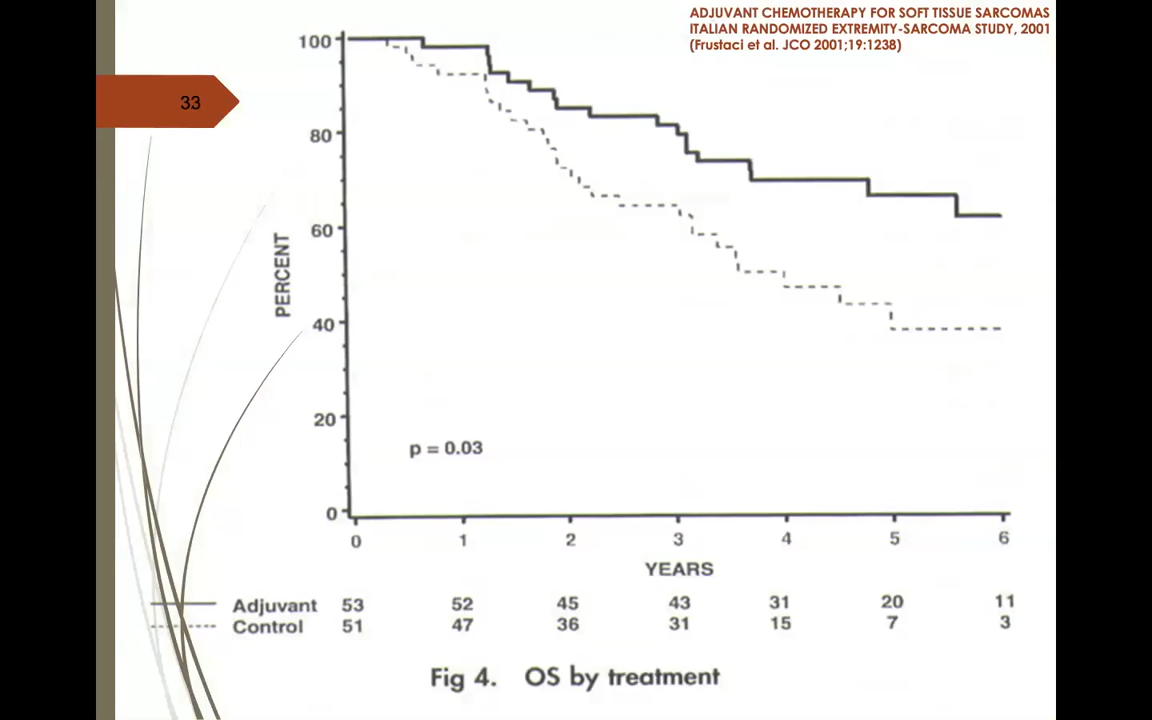 ADJUVANT CHEMOTHERAPY FOR SOFT TISSUE SARCOMAS
ITALIAN RANDOMIZED EXTREMITY-SARCOMA STUDY, 2001
(Frustaci et al. JCO 2001;19:1238)
33
100
80
60
40
20
0
PERCENT
p = 0.03
0 1 2 3 4 5 6
YEARS
Adjuvant 53 52 45 43 31 20 11
Control 51 47 36 31 15 7 3
Fig 4. OS by treatment